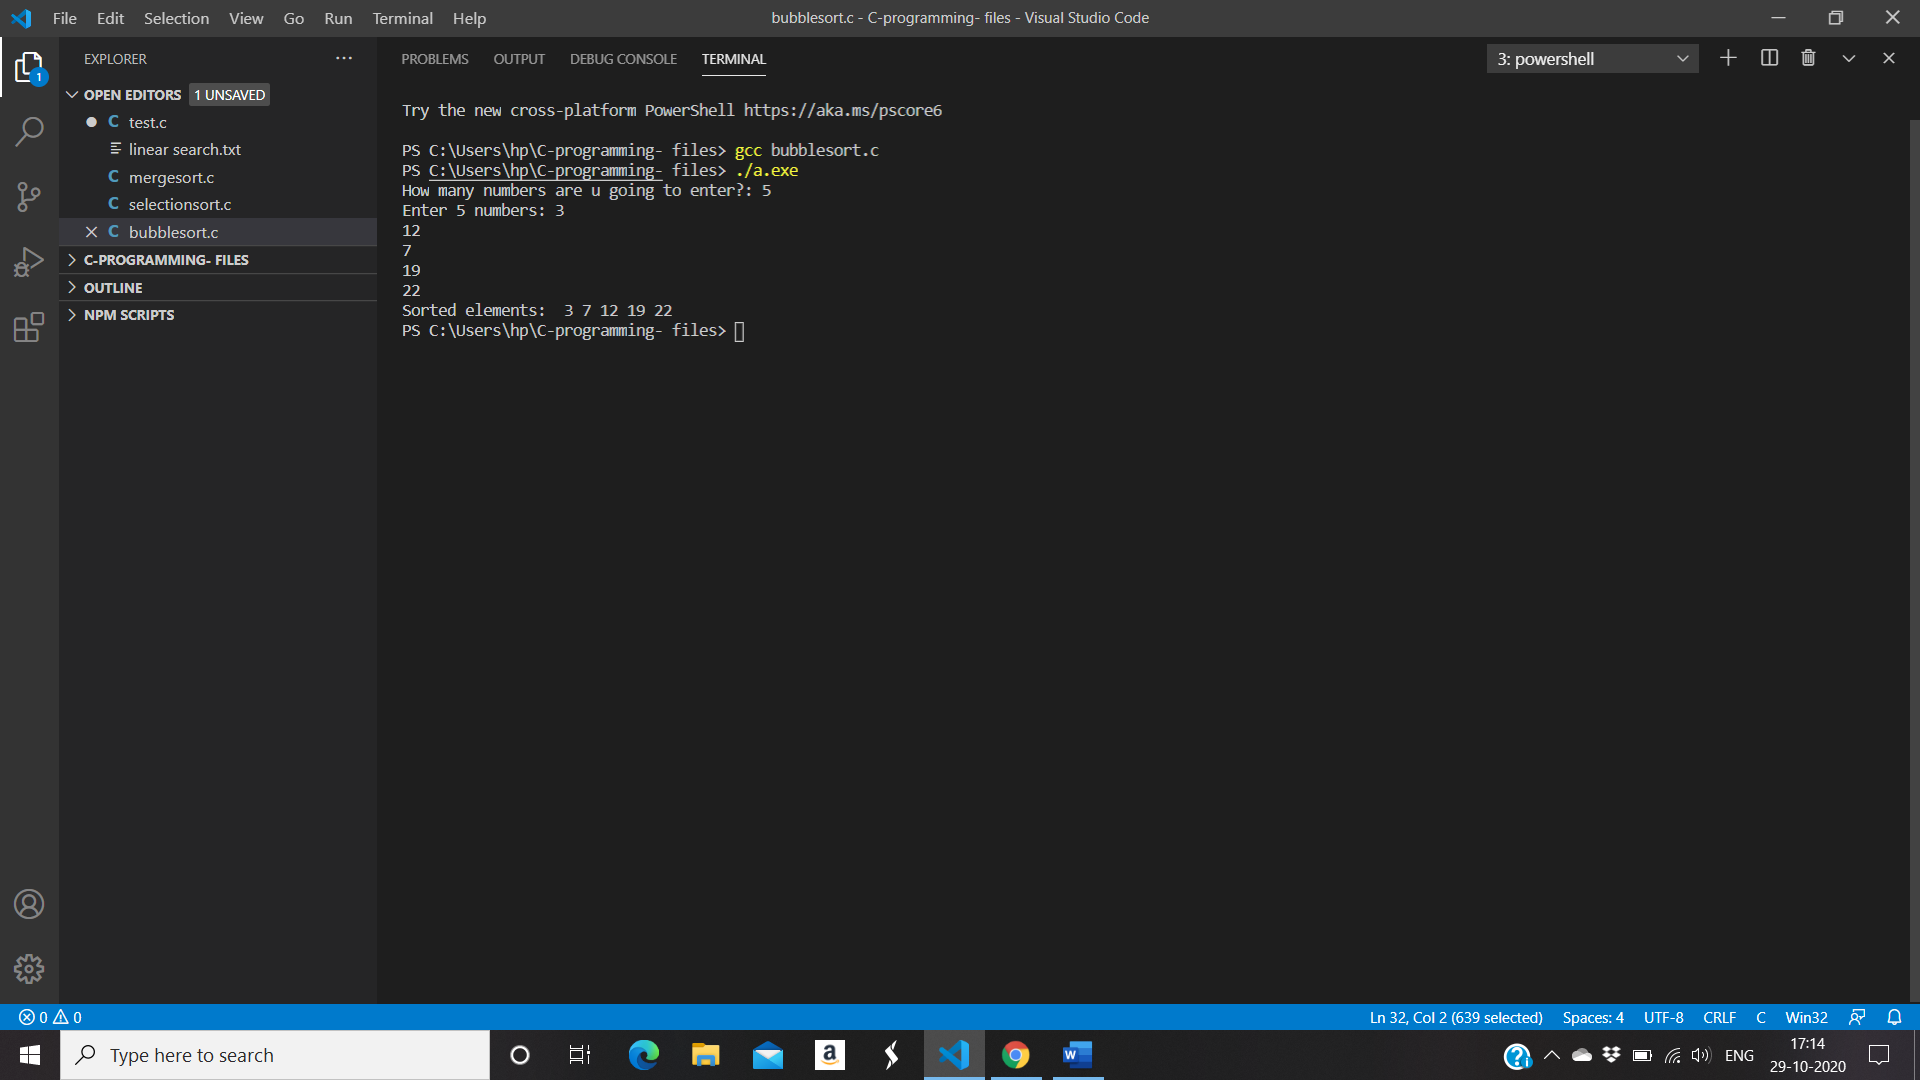 File Edit Selection View Go Run Terminal Help
bubblesort.c - C-programming- files - Visual Studio Code
EXPLORER
1
OPEN EDITORS 1 UNSAVED
C test.c
linear search.txt
C mergesort.c
C selectionsort.c
C bubblesort.c
C-PROGRAMMING- FILES
OUTLINE
NPM SCRIPTS
PROBLEMS OUTPUT DEBUG CONSOLE TERMINAL
3: powershell
Try the new cross-platform PowerShell https://aka.ms/pscore6
PS C:\Users\hp\C-programming- files> gcc bubblesort.c
PS C:\Users\hp\C-programming- files> ./a.exe
How many numbers are u going to enter?: 5
Enter 5 numbers: 3
12
7
19
22
Sorted elements:  3 7 12 19 22
PS C:\Users\hp\C-programming- files>
0 0
Ln 32, Col 2 (639 selected) Spaces: 4 UTF-8 CRLF C Win32
Type here to search
a
W
ENG
17:14
29-10-2020